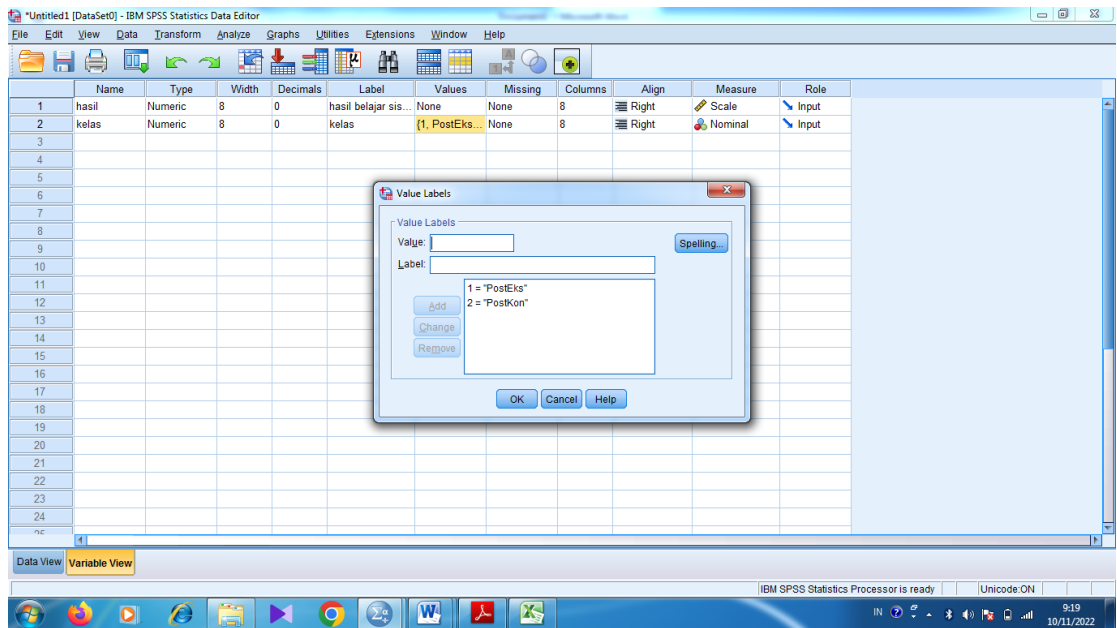 *Untitled1 [DataSet0] - IBM SPSS Statistics Data Editor
File Edit View Data Transform Analyze Graphs Utilities Extensions Window Help
Name Type Width Decimals Label Values Missing Columns Align Measure Role
1 hasil Numeric 8 0 hasil belajar sis... None None 8 Right Scale Input
2 kelas Numeric 8 0 kelas {1, PostEks... None 8 Right Nominal Input
3
4
5
6
7
8
9
10
11
12
13
14
15
16
17
18
19
20
21
22
23
24
25
Value Labels
Value Labels
Value:
Spelling...
Label:
1 = "PostEks"
2 = "PostKon"
Add
Change
Remove
OK Cancel Help
Data View Variable View
IBM SPSS Statistics Processor is ready Unicode:ON
IN 9:19
10/11/2022